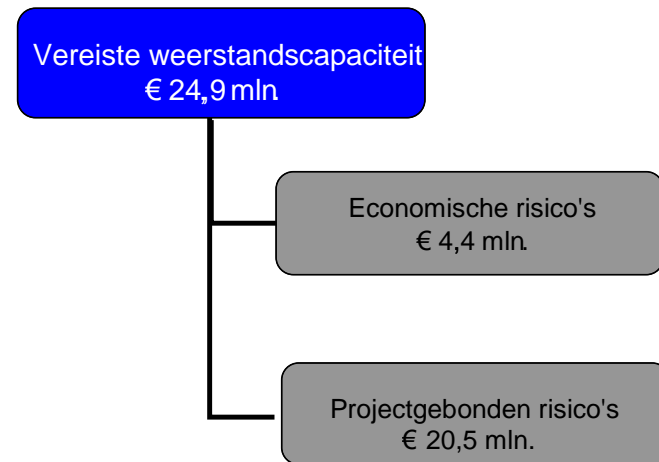 Vereiste weerstandscapaciteit
€ 24,9 mln.
Economische risico's
€ 4,4 mln.
Projectgebonden risico's
€ 20,5 mln.